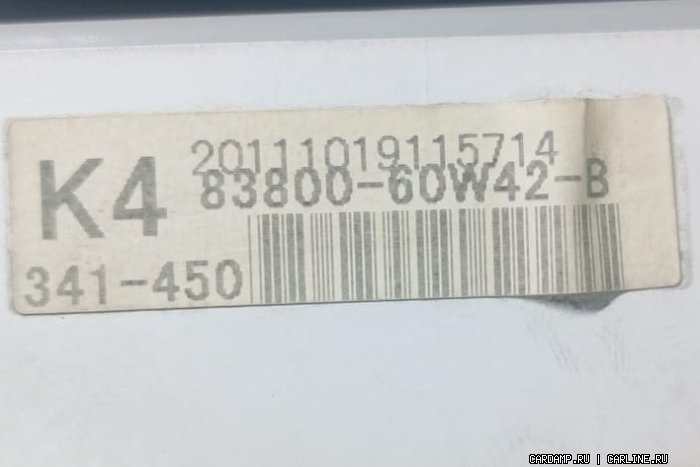 20111019115714
K4 83800-60W42-B
341-450
CARDAMP.RU | CARLINE.RU